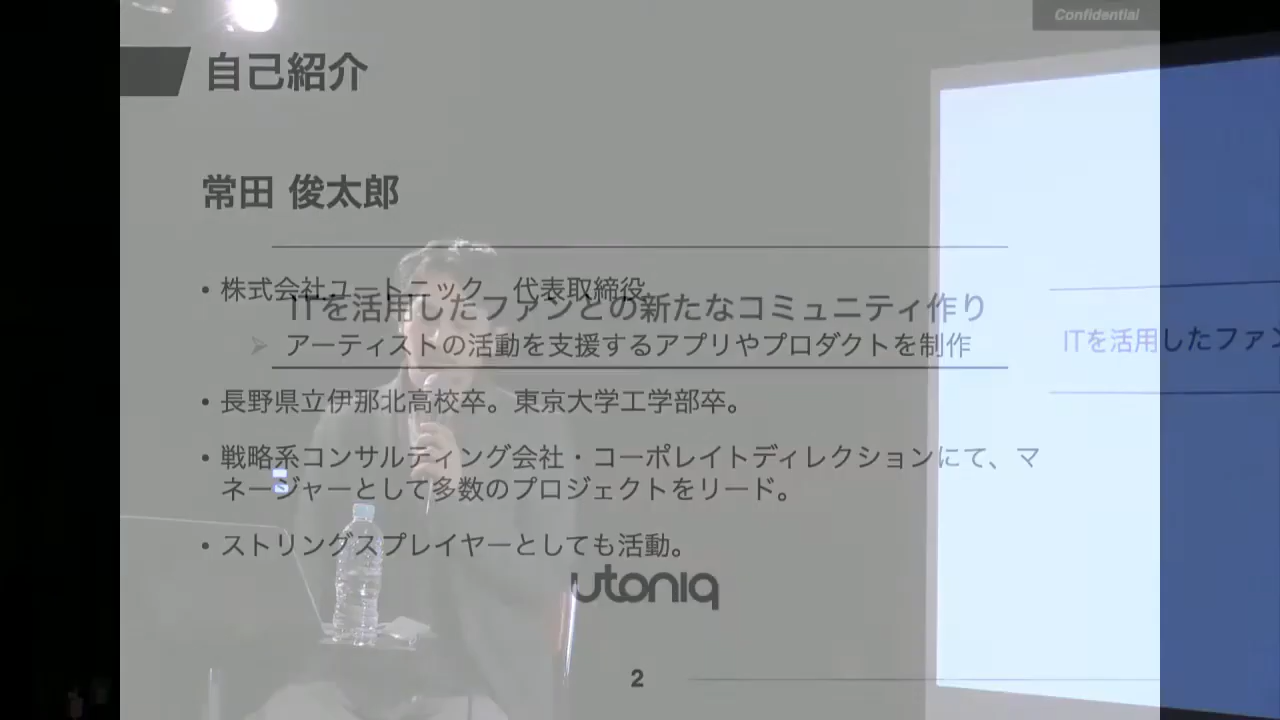 Confidential
自己紹介
常田 俊太郎
• 株式会社ユートニック 代表取締役
ITを活用したファンとの新たなコミュニティ作り
➢ アーティストの活動を支援するアプリやプロダクトを制作
ITを活用したファン
• 長野県立伊那北高校卒。東京大学工学部卒。
• 戦略系コンサルティング会社・コーポレイトディレクションにて、マ
ネージャーとして多数のプロジェクトをリード。
• ストリングスプレイヤーとしても活動。
utoniq
2